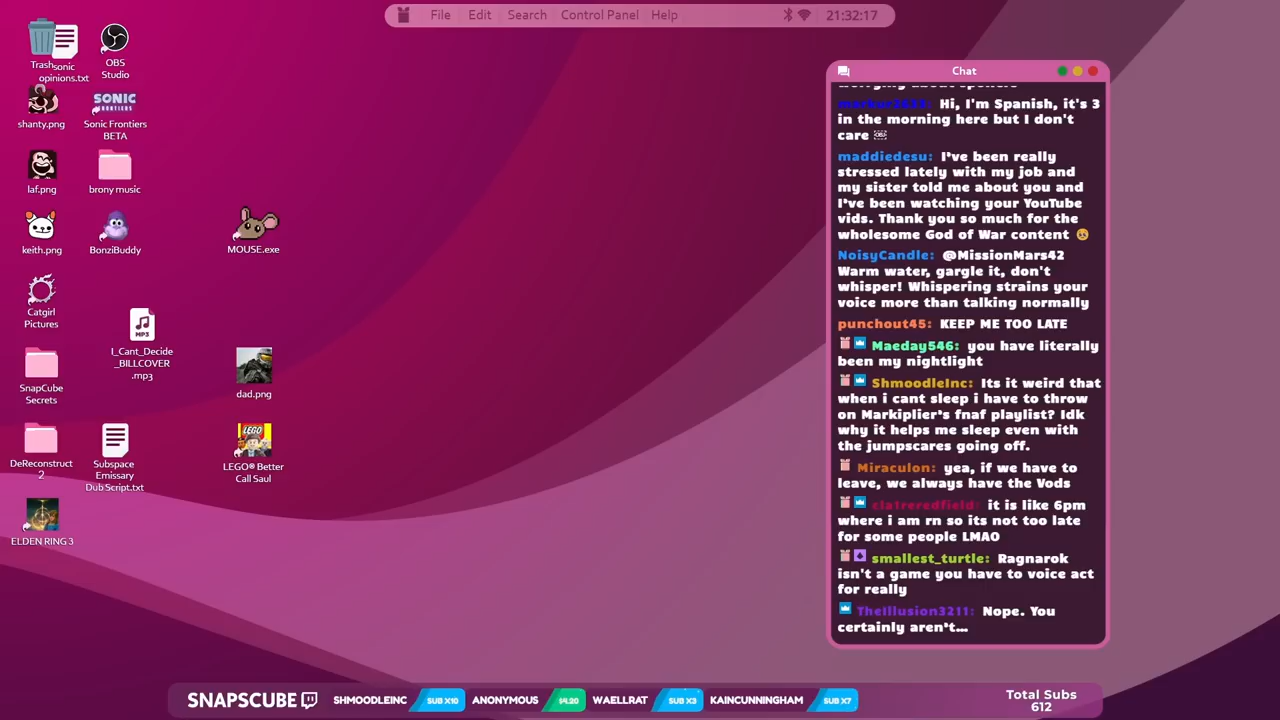 File Edit Search Control Panel Help
21:32:17
Trash
sonic
opinions.txt
OBS
Studio
shanty.png
SONIC
FRONTIERS
Sonic Frontiers
BETA
laf.png
brony music
keith.png
BonziBuddy
MOUSE.exe
Catgirl
Pictures
MP3
I_Cant_Decide
_BILLCOVER
.mp3
SnapCube
Secrets
dad.png
DeReconstruct
2
Subspace
Emissary
Dub Script.txt
LEGO
LEGO® Better
Call Saul
ELDEN RING 3
Chat
Hi, I'm Spanish, it's 3
in the morning here but I don't
care
maddiedesu: I've been really
stressed lately with my job and
my sister told me about you and
I've been watching your YouTube
vids. Thank you so much for the
wholesome God of War content 🥹
NoisyCandle: @MissionMars42
Warm water, gargle it, don't
whisper! Whispering strains your
voice more than talking normally
punchout45: KEEP ME TOO LATE
Maeday546: you have literally
been my nightlight
ShmoodleInc: Its it weird that
when i cant sleep i have to throw
on Markiplier's fnaf playlist? Idk
why it helps me sleep even with
the jumpscares going off.
Miraculon: yea, if we have to
leave, we always have the Vods
cla1reredfield: it is like 6pm
where i am rn so its not too late
for some people LMAO
smallest_turtle: Ragnarok
isn't a game you have to voice act
for really
TheIllusion3211: Nope. You
certainly aren't...
SNAPSCUBE SHMOODLEINC SUB X10 ANONYMOUS $4.20 WAELLRAT SUB X3 KAINCUNNINGHAM SUB X7
Total Subs
612